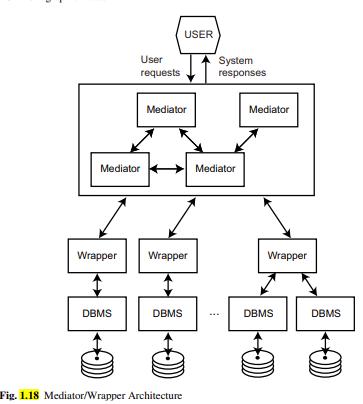 USER
User
requests
System
responses
Mediator
Mediator
Mediator
Mediator
Wrapper
Wrapper
Wrapper
DBMS
DBMS
...
DBMS
DBMS
Fig. 1.18 Mediator/Wrapper Architecture